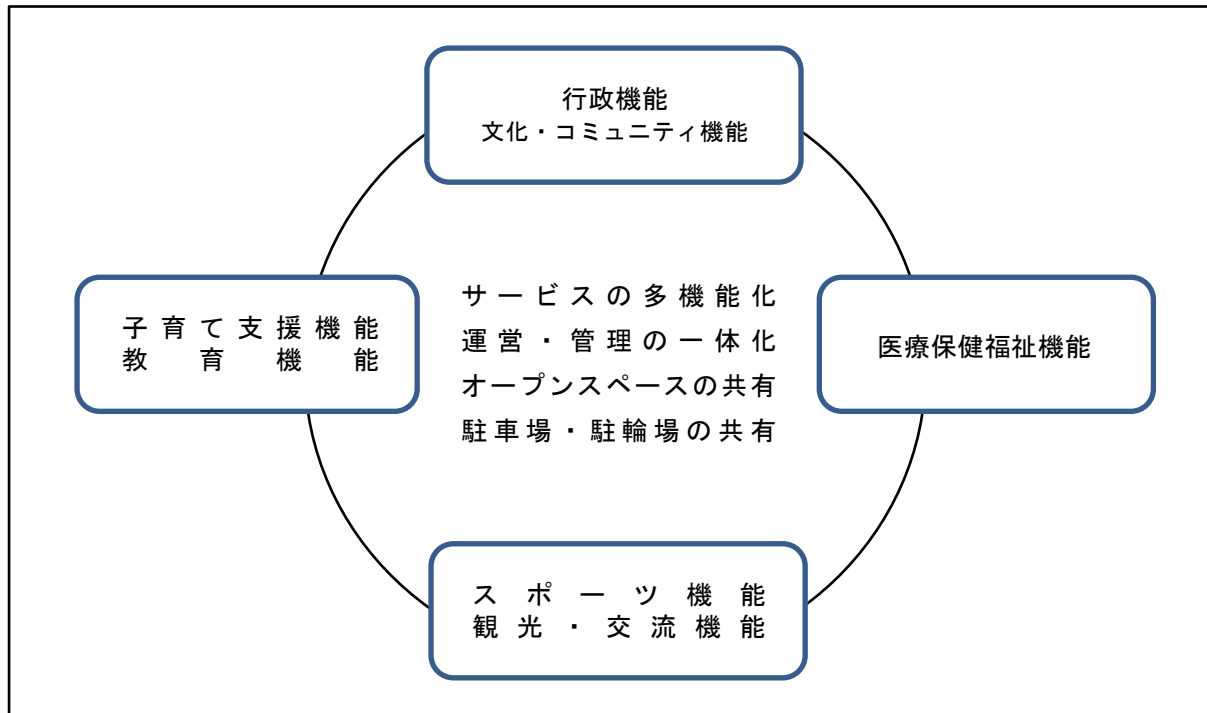 行政機能
文化・コミュニティ機能
子育て支援機能
教育機能
サービスの多機能化
運営・管理の一体化
オープンスペースの共有
駐車場・駐輪場の共有
医療保健福祉機能
スポーツ機能
観光・交流機能